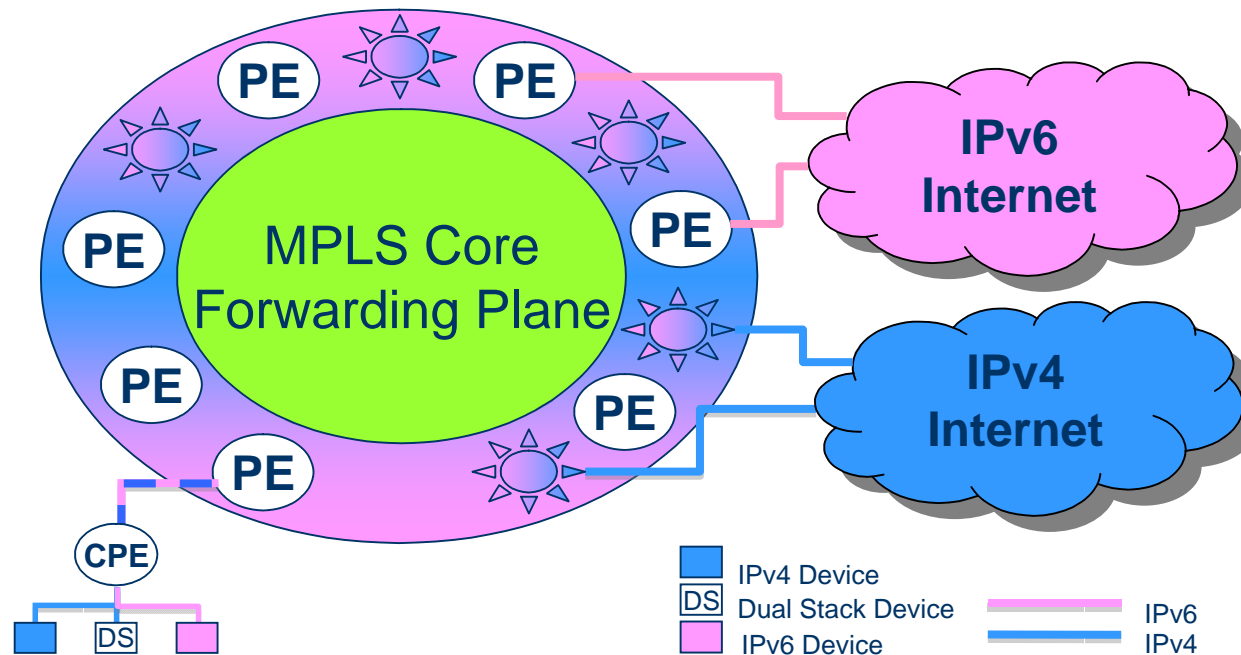 PE
PE
IPv6
Internet
PE
PE
MPLS Core
Forwarding Plane
PE
PE
IPv4
Internet
PE
CPE
DS
IPv4 Device
DS
Dual Stack Device
IPv6 Device
IPv6
IPv4